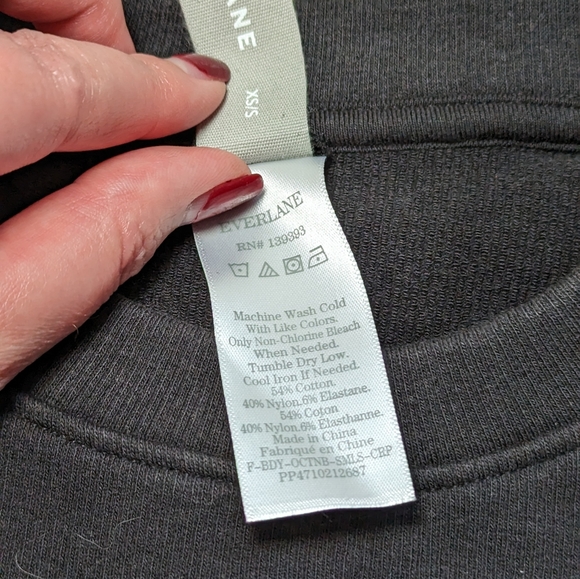 ANE
XS/S
EVERLANE
RN# 139393
Machine Wash Cold
With Like Colors.
Only Non-Chlorine Bleach
When Needed.
Tumble Dry Low.
Cool Iron If Needed.
54% Cotton
40% Nylon.6% Elastane.
54% Coton
40% Nylon.6% Elasthanne.
Made in China
Fabriqué en Chine
F-BDY-OCTNB-SMLS-CRP
PP4710212687